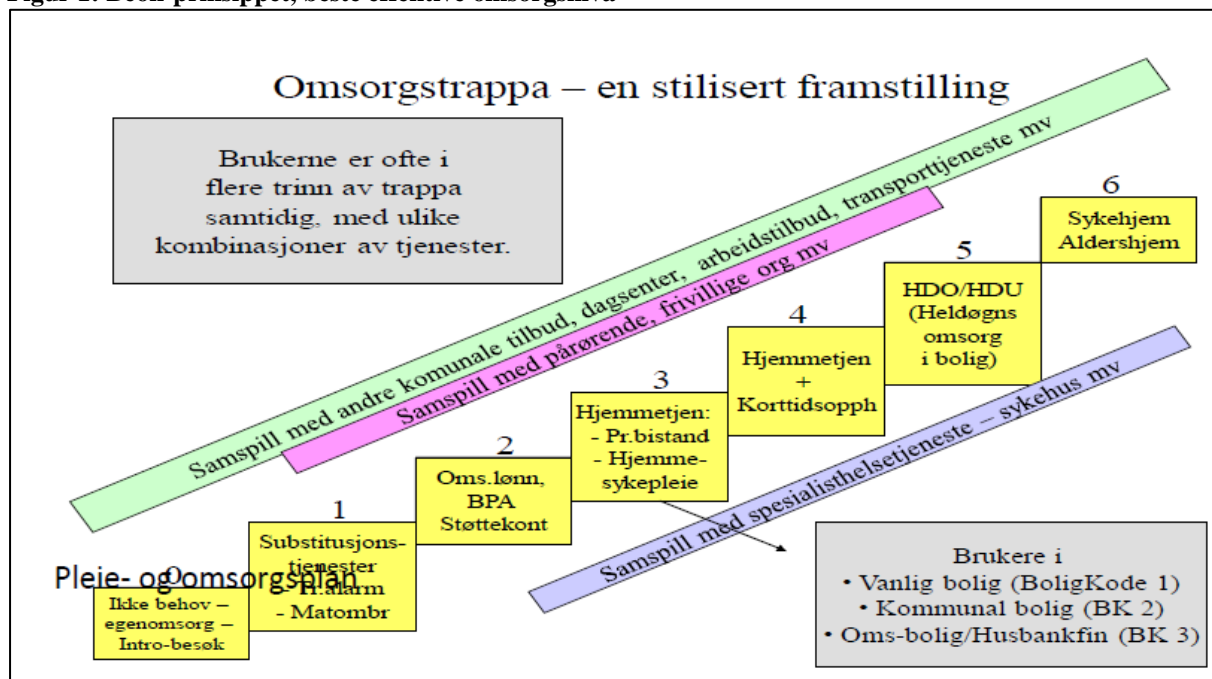 Omsorgstrappa – en stilisert framstilling
Brukerne er ofte i
flere trinn av trappa
samtidig, med ulike
kombinasjoner av tjenester.
Samspill med andre komunale tilbud, dagsenter, arbeidstilbud, transporttjeneste mv
Samspill med pårørende, frivillige org mv
6
Sykehjem
Aldershjem
5
HDO/HDU
(Heldøgns
omsorg
i bolig)
4
Hjemmetjen
+
Korttidsopph
3
Hjemmetjen:
- Pr.bistand
- Hjemme-
sykepleie
2
Oms.lønn,
BPA
Støttekont
1
Substitusjons-
tjenester
- H.alarm
- Matombr
0
Pleie- og omsorgsplan
Ikke behov –
egenomsorg –
Intro-besøk
Samspill med spesialisthelsetjeneste – sykehus mv
Brukere i
• Vanlig bolig (BoligKode 1)
• Kommunal bolig (BK 2)
• Oms-bolig/Husbankfin (BK 3)